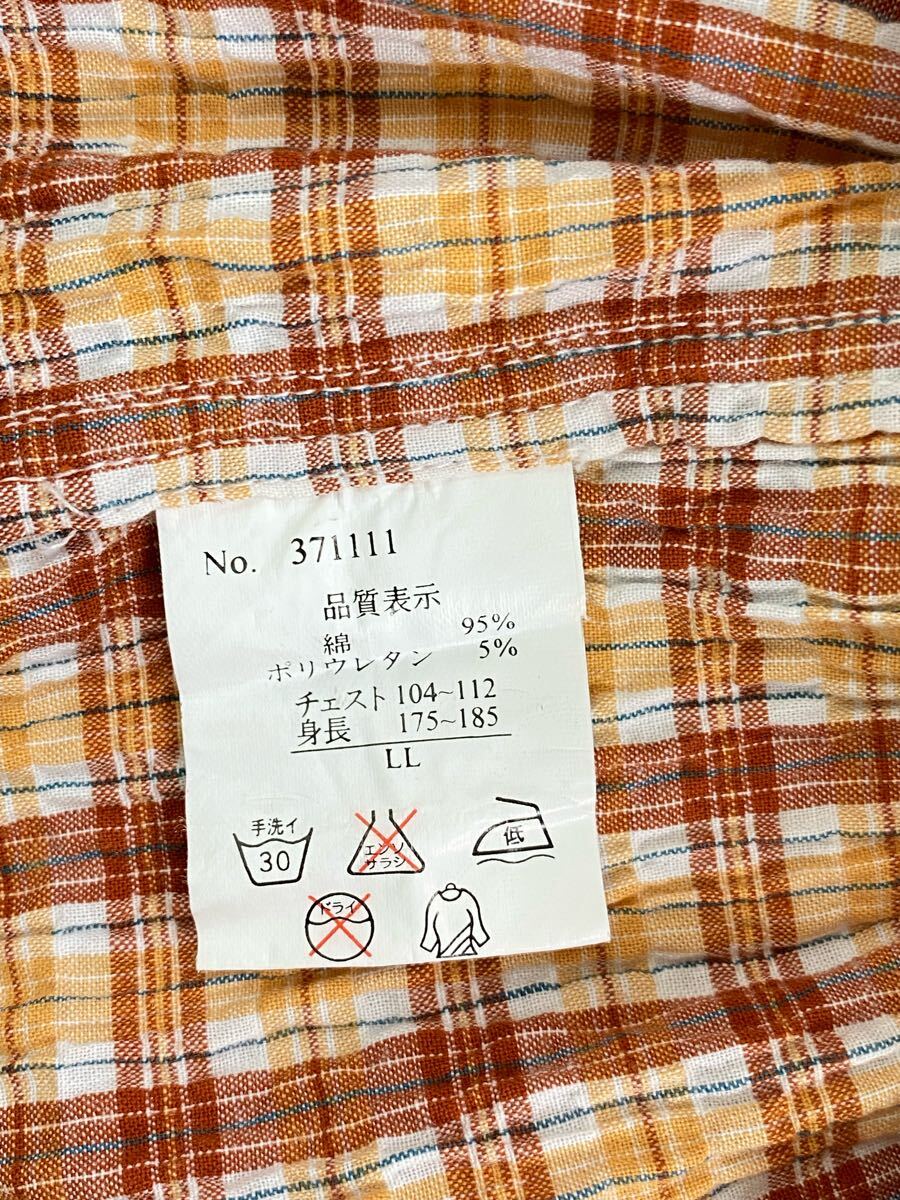 No. 371111
品質表示
綿 95%
ポリウレタン 5%
チェスト 104~112
身長 175~185
LL
手洗イ
30
エンソ
サラシ
低
ドライ